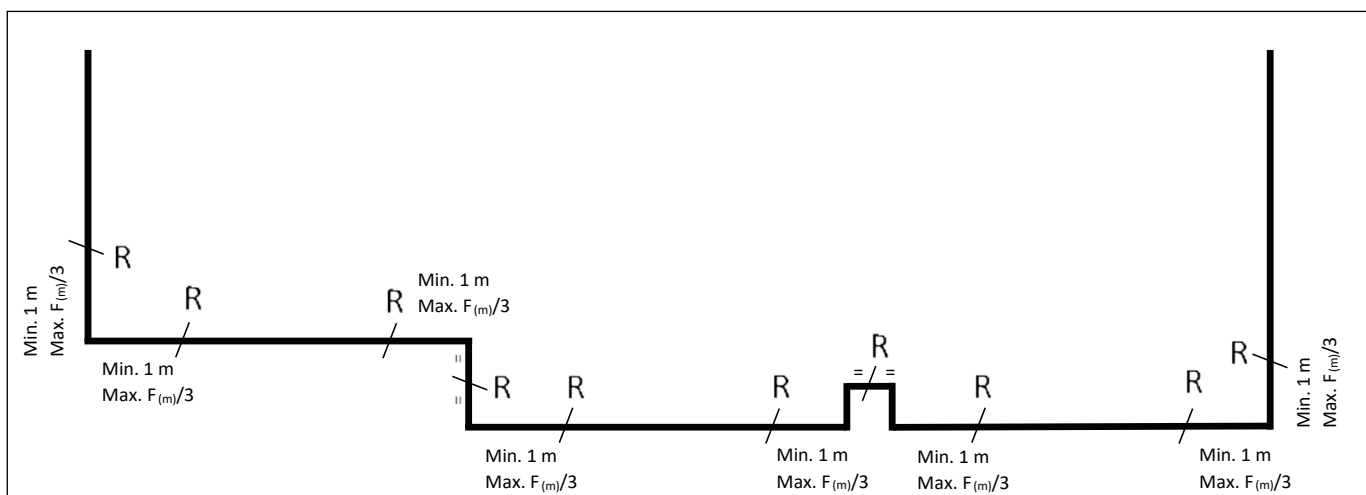 Min. 1 m
Max. F(m)/3
R
R
Min. 1 m
Max. F(m)/3
R
Min. 1 m
Max. F(m)/3
=
=
R
R
R
Min. 1 m
Max. F(m)/3
Min. 1 m
Max. F(m)/3
R
= =
R
Min. 1 m
Max. F(m)/3
R
Min. 1 m
Max. F(m)/3
R
Min. 1 m
Max. F(m)/3